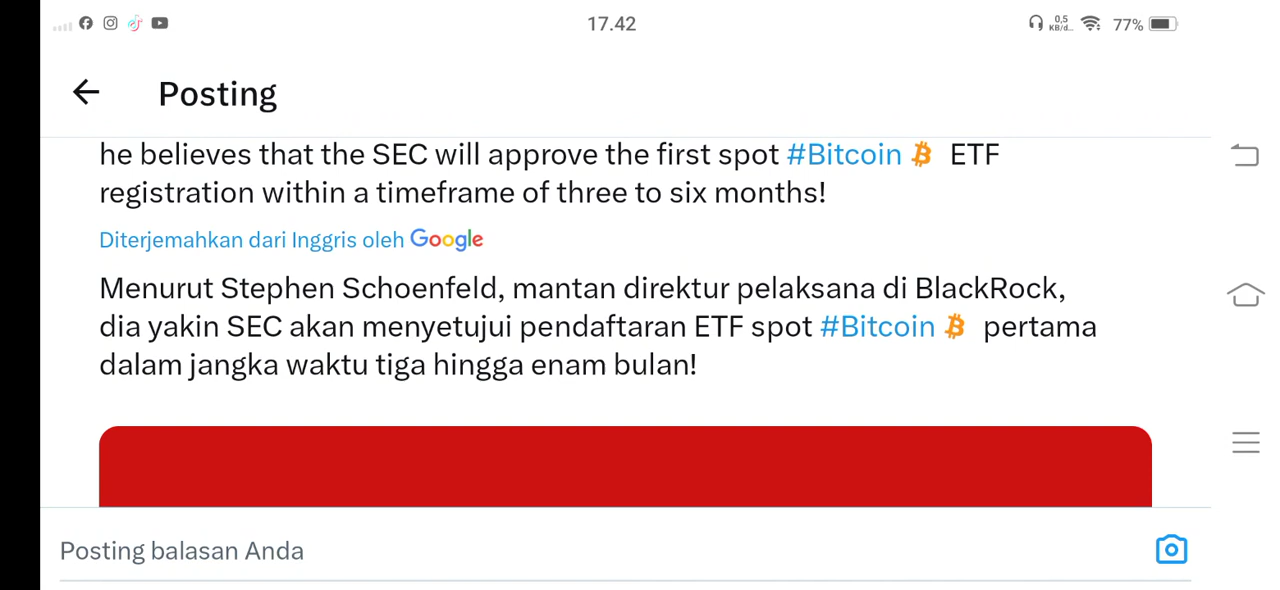 17.42
0,5
KB/d...
77%
Posting
he believes that the SEC will approve the first spot #Bitcoin ETF
registration within a timeframe of three to six months!
Diterjemahkan dari Inggris oleh Google
Menurut Stephen Schoenfeld, mantan direktur pelaksana di BlackRock,
dia yakin SEC akan menyetujui pendaftaran ETF spot #Bitcoin pertama
dalam jangka waktu tiga hingga enam bulan!
Posting balasan Anda